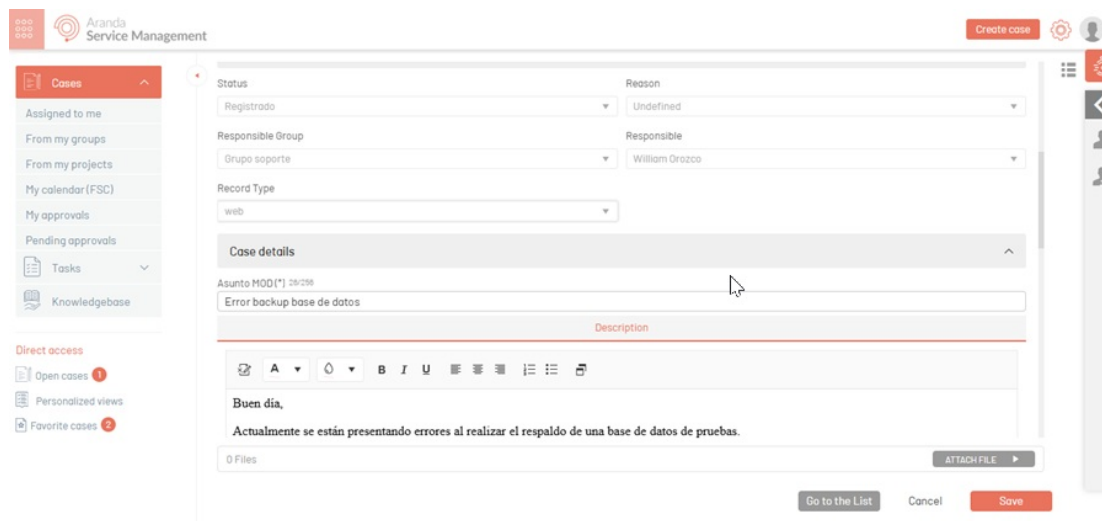 Aranda
Service Management
Create case
Cases
Assigned to me
From my groups
From my projects
My calendar (FSC)
My approvals
Pending approvals
Tasks
Knowledgebase
Direct access
Open cases 1
Personalized views
Favorite cases 2
Status
Reason
Registrado
Undefined
Responsible Group
Responsible
Grupo soporte
William Orozco
Record Type
web
Case details
Asunto MOD(*) 26/256
Error backup base de datos
Description
A
B I U
Buen día,
Actualmente se están presentando errores al realizar el respaldo de una base de datos de pruebas.
0 Files
ATTACH FILE
Go to the List
Cancel
Save